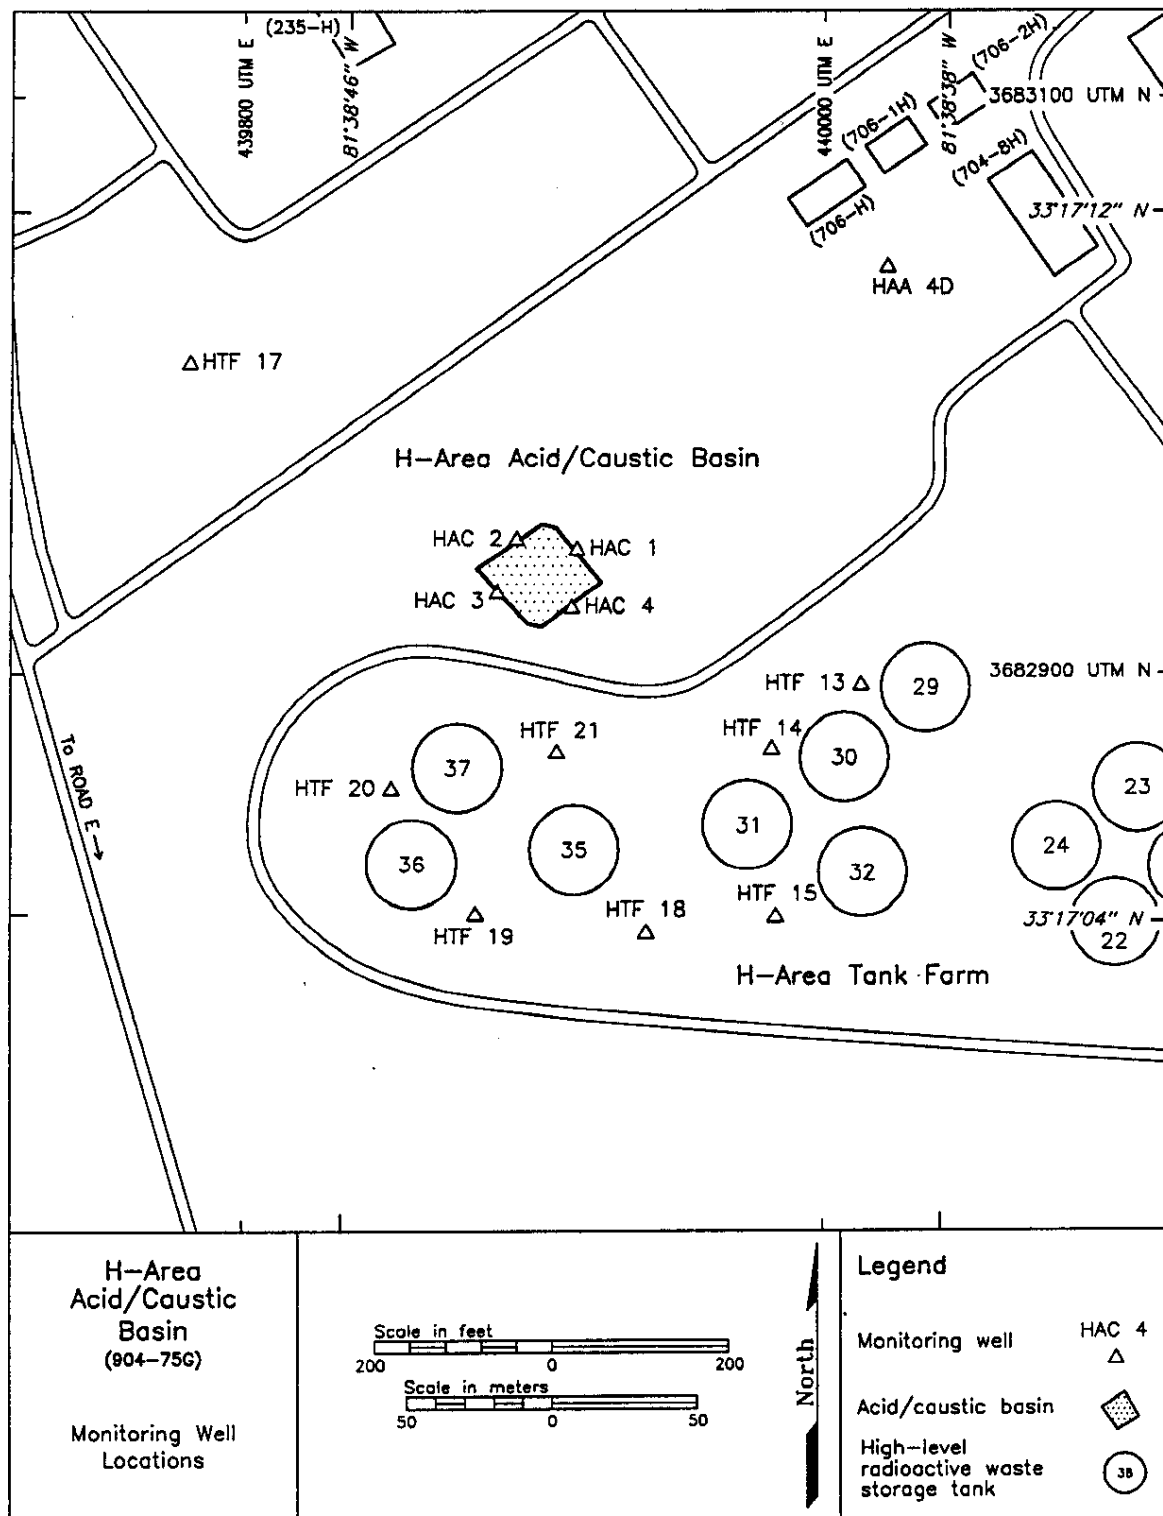 (235-H)
439800 UTM E
81°38'46" W
440000 UTM E
81°38'38" W
(706-2H)
3683100 UTM N
(706-1H)
(704-8H)
(706-H)
33°17'12" N
HAA 4D
HTF 17
H-Area Acid/Caustic Basin
HAC 2
HAC 1
HAC 3
HAC 4
3682900 UTM N
HTF 13
29
HTF 21
HTF 14
30
37
To ROAD E
HTF 20
23
31
35
24
36
32
HTF 15
HTF 18
33°17'04" N
HTF 19
22
H-Area Tank Farm
H-Area
Acid/Caustic
Basin
(904-75G)
Monitoring Well
Locations
Scale in feet
200 0 200
Scale in meters
50 0 50
North
Legend
Monitoring well
HAC 4
Acid/caustic basin
High-level
radioactive waste
storage tank
38